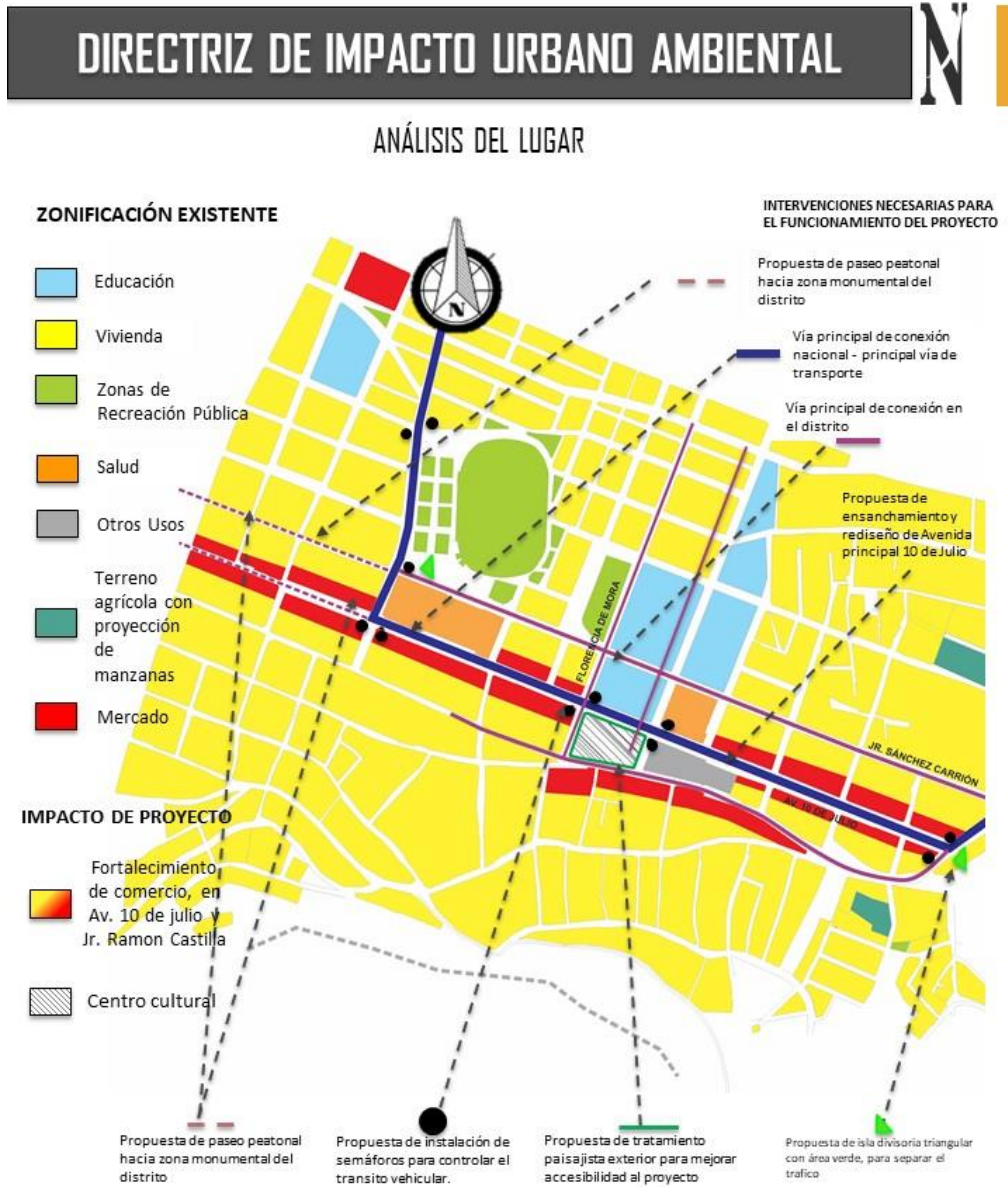 DIRECTRIZ DE IMPACTO URBANO AMBIENTAL
N
ANÁLISIS DEL LUGAR
ZONIFICACIÓN EXISTENTE
Educación
Vivienda
Zonas de
Recreación Pública
Salud
Otros Usos
Terreno
agrícola con
proyección
de
manzanas
Mercado
IMPACTO DE PROYECTO
Fortalecimiento
de comercio, en
Av. 10 de julio y
Jr. Ramon Castilla
Centro cultural
INTERVENCIONES NECESARIAS PARA
EL FUNCIONAMIENTO DEL PROYECTO
Propuesta de paseo peatonal
hacia zona monumental del
distrito
Vía principal de conexión
nacional - principal vía de
transporte
Vía principal de conexión en
el distrito
Propuesta de
ensanchamiento y
rediseño de Avenida
principal 10 de Julio
N
FLORENCIA DE MORA
JR. SÁNCHEZ CARRIÓN
AV. 10 DE JULIO
Propuesta de paseo peatonal
hacia zona monumental del
distrito
Propuesta de instalación de
semáforos para controlar el
transito vehicular.
Propuesta de tratamiento
paisajista exterior para mejorar
accesibilidad al proyecto
Propuesta de isla divisoria triangular
con área verde, para separar el
trafico